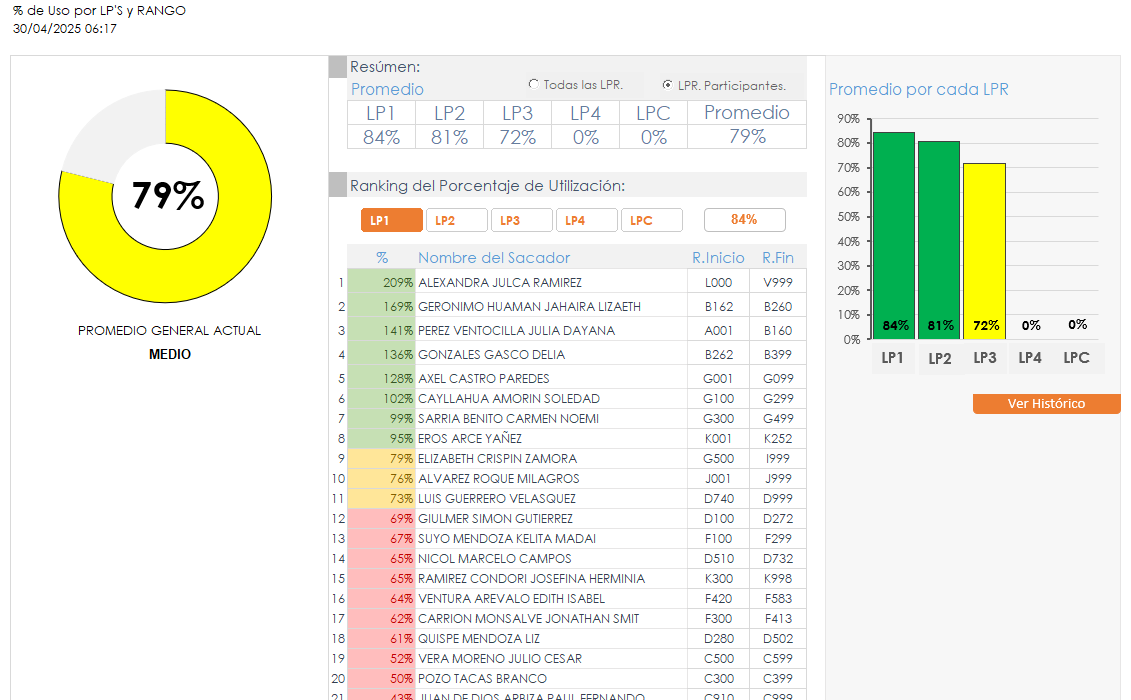 % de Uso por LP'S y RANGO
30/04/2025 06:17
79%
PROMEDIO GENERAL ACTUAL
MEDIO
Resúmen:
Promedio
Todas las LPR. LPR. Participantes.
LP1 LP2 LP3 LP4 LPC Promedio
84% 81% 72% 0% 0% 79%
Ranking del Porcentaje de Utilización:
LP1 LP2 LP3 LP4 LPC 84%
% Nombre del Sacador R.Inicio R.Fin
1 209% ALEXANDRA JULCA RAMIREZ L000 V999
2 169% GERONIMO HUAMAN JAHAIRA LIZAETH B162 B260
3 141% PEREZ VENTOCILLA JULIA DAYANA A001 B160
4 136% GONZALES GASCO DELIA B262 B399
5 128% AXEL CASTRO PAREDES G001 G099
6 102% CAYLLAHUA AMORIN SOLEDAD G100 G299
7 99% SARRIA BENITO CARMEN NOEMI G300 G499
8 95% EROS ARCE YAÑEZ K001 K252
9 79% ELIZABETH CRISPIN ZAMORA G500 I999
10 76% ALVAREZ ROQUE MILAGROS J001 J999
11 73% LUIS GUERRERO VELASQUEZ D740 D999
12 69% GIULMER SIMON GUTIERREZ D100 D272
13 67% SUYO MENDOZA KELITA MADAI F100 F299
14 65% NICOL MARCELO CAMPOS D510 D732
15 65% RAMIREZ CONDORI JOSEFINA HERMINIA K300 K998
16 64% VENTURA AREVALO EDITH ISABEL F420 F583
17 62% CARRION MONSALVE JONATHAN SMIT F300 F413
18 61% QUISPE MENDOZA LIZ D280 D502
19 52% VERA MORENO JULIO CESAR C500 C599
20 50% POZO TACAS BRANCO C300 C399
21 43% JUAN DE DIOS ARBIZA PAUL FERNANDO C910 C999
Promedio por cada LPR
90%
80%
70%
60%
50%
40%
30%
20%
10%
0%
84% 81% 72% 0% 0%
LP1 LP2 LP3 LP4 LPC
Ver Histórico